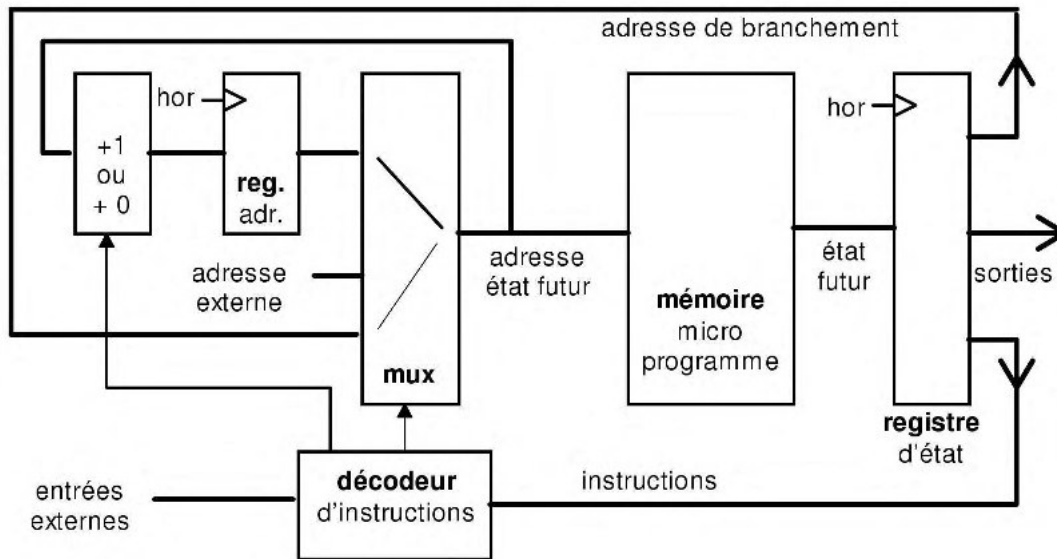 adresse de branchement
hor
+1
ou
+ 0
reg.
adr.
adresse
externe
mux
adresse
état futur
mémoire
micro
programme
état
futur
hor
sorties
registre
d'état
entrées
externes
décodeur
d'instructions
instructions